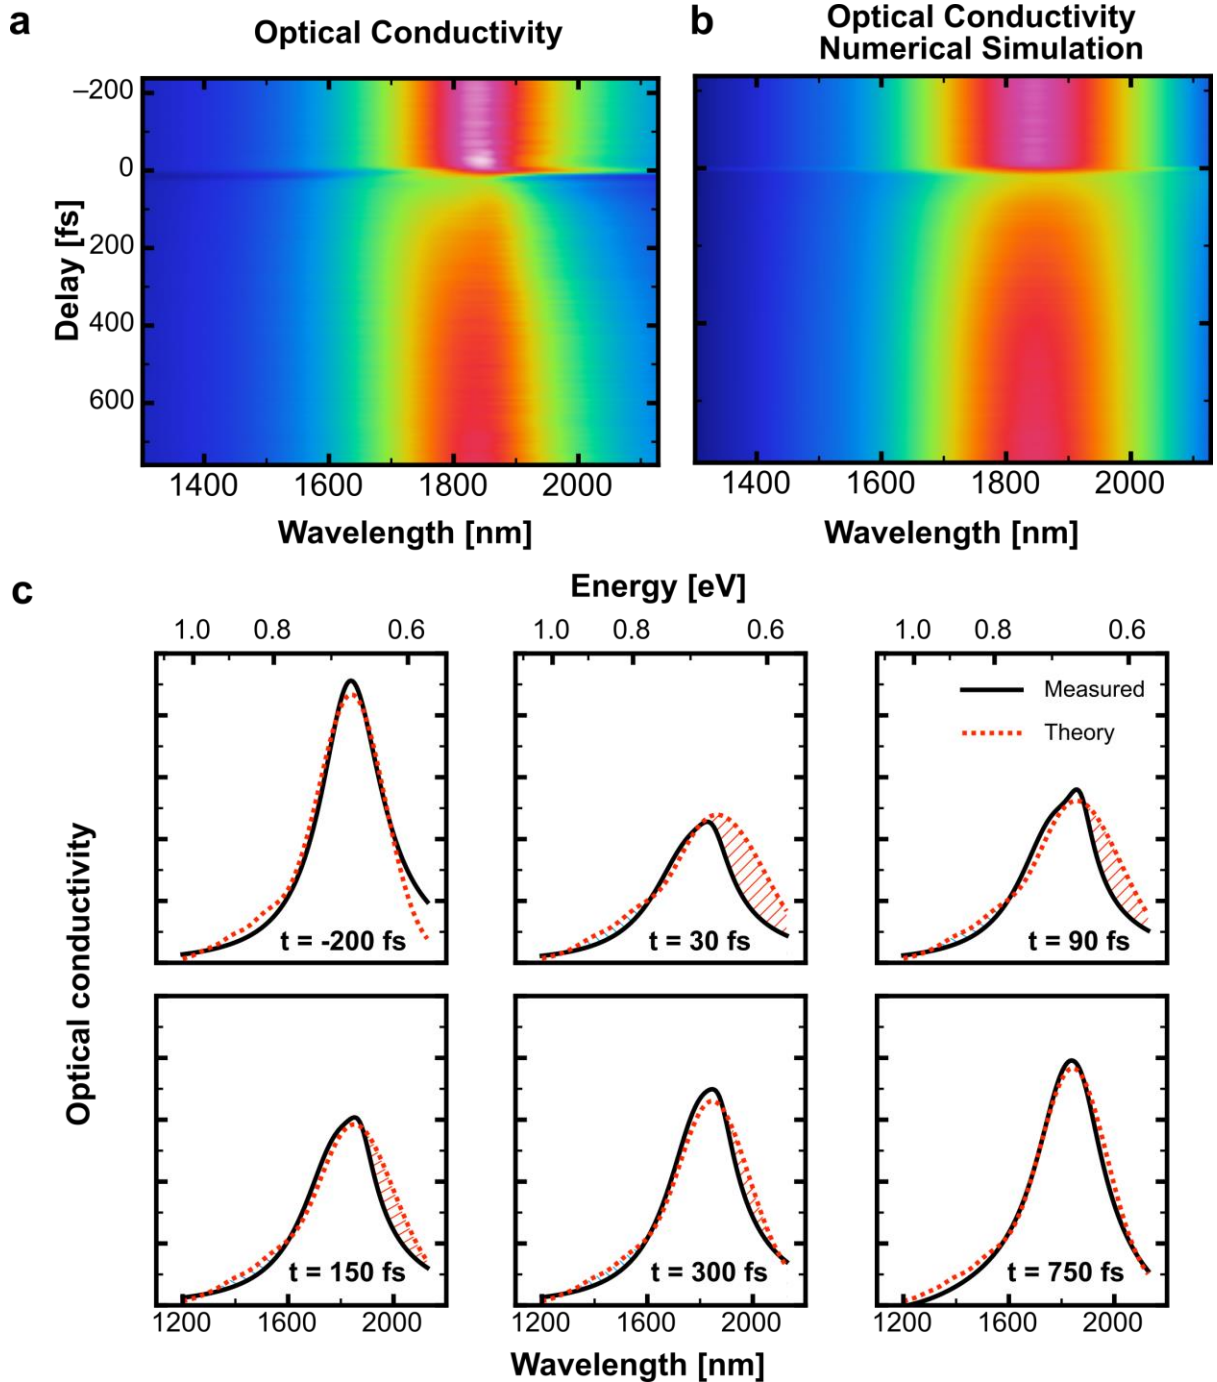 a
Optical Conductivity
b
Optical Conductivity
Numerical Simulation
Delay [fs]
–200
0
200
400
600
1400 1600 1800 2000
Wavelength [nm]
1400 1600 1800 2000
Wavelength [nm]
c
Energy [eV]
1.0 0.8 0.6
1.0 0.8 0.6
1.0 0.8 0.6
Optical conductivity
t = -200 fs
t = 30 fs
Measured
Theory
t = 90 fs
t = 150 fs
t = 300 fs
t = 750 fs
1200 1600 2000
1200 1600 2000
1200 1600 2000
Wavelength [nm]